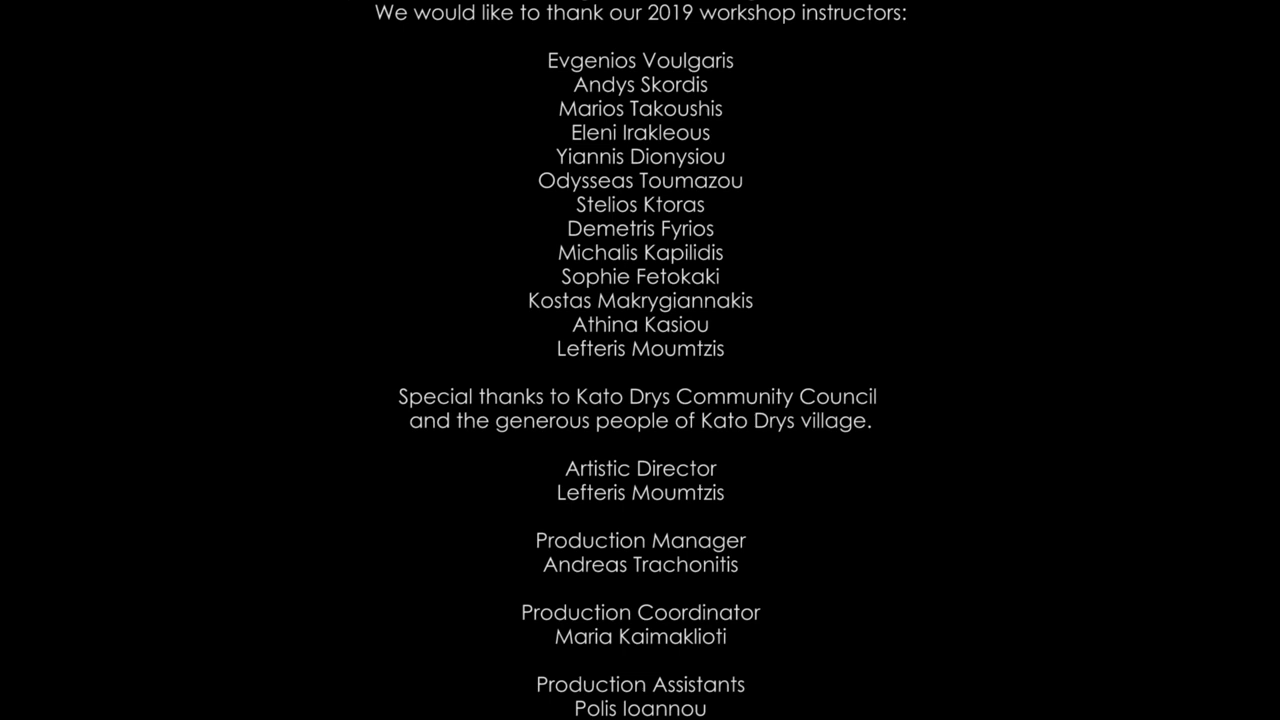 We would like to thank our 2019 workshop instructors:
Evgenios Voulgaris
Andys Skordis
Marios Takoushis
Eleni Irakleous
Yiannis Dionysiou
Odysseas Toumazou
Stelios Ktoras
Demetris Fyrios
Michalis Kapilidis
Sophie Fetokaki
Kostas Makrygiannakis
Athina Kasiou
Lefteris Moumtzis
Special thanks to Kato Drys Community Council
and the generous people of Kato Drys village.
Artistic Director
Lefteris Moumtzis
Production Manager
Andreas Trachonitis
Production Coordinator
Maria Kaimaklioti
Production Assistants
Polis Ioannou